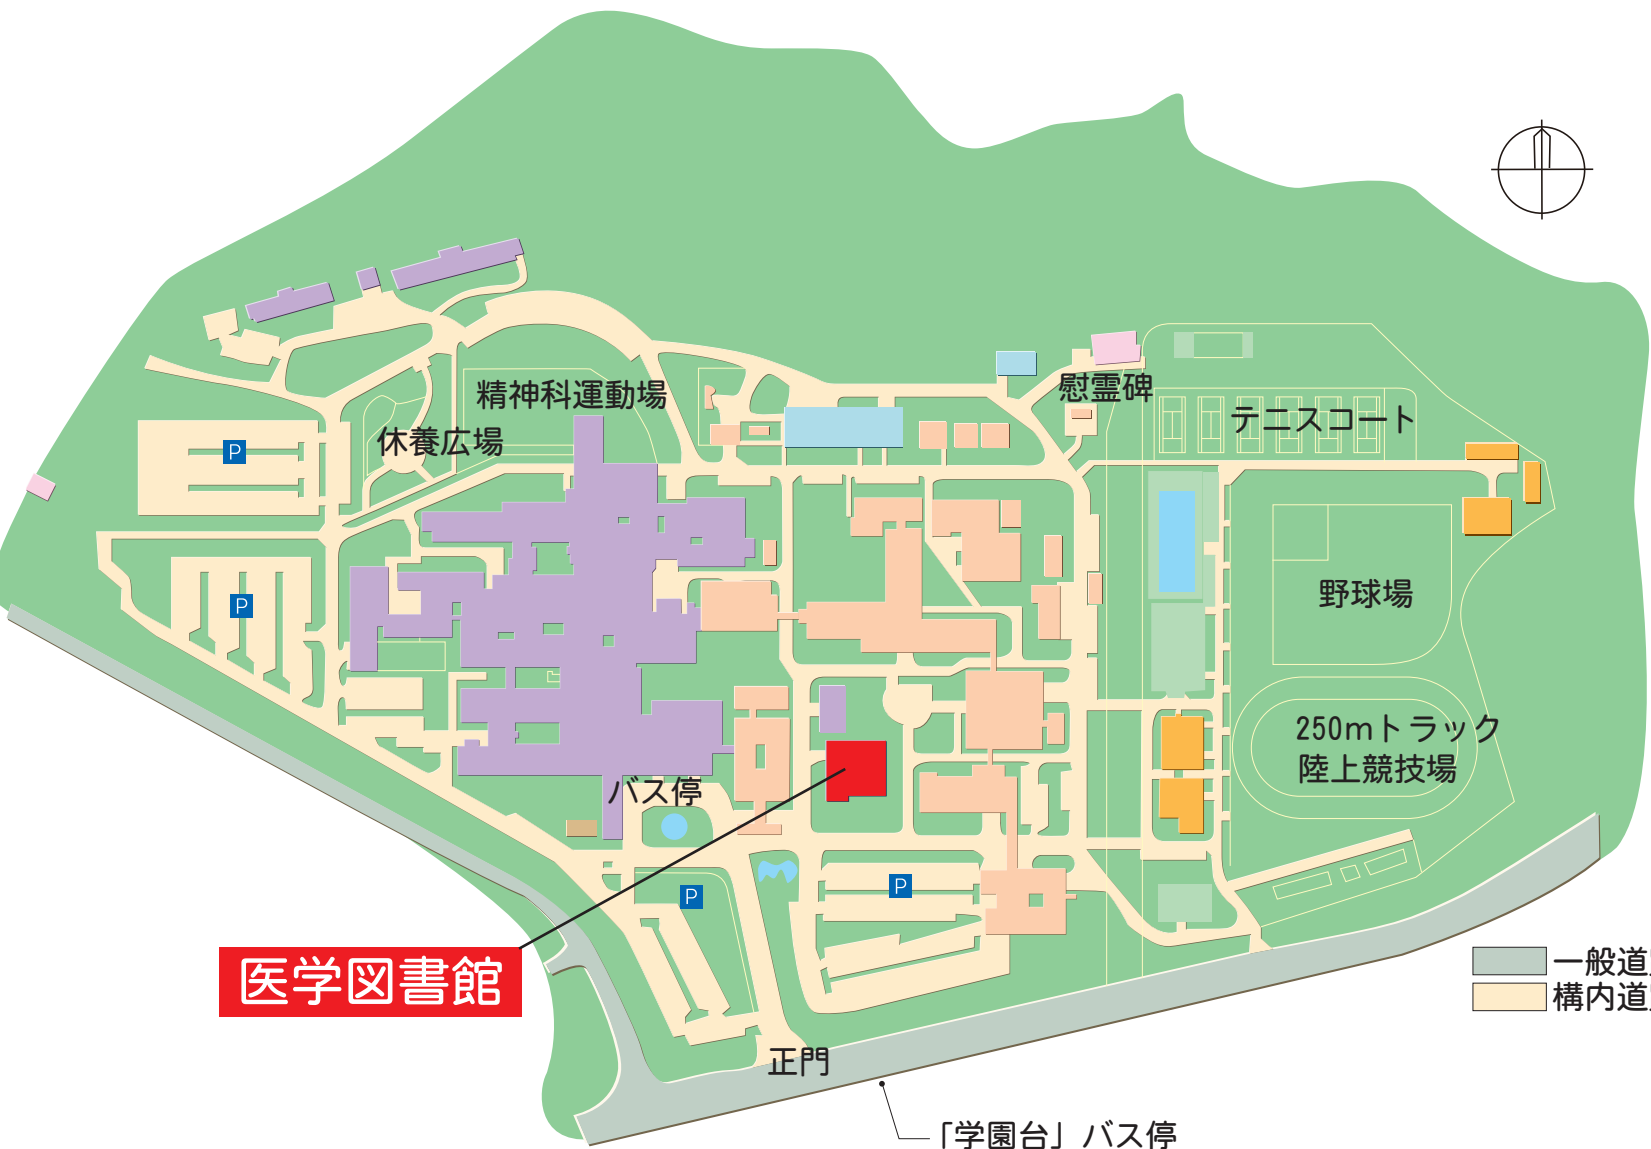 慰霊碑
精神科運動場
テニスコート
休養広場
P
P
野球場
250mトラック
陸上競技場
バス停
P
P
医学図書館
一般道
構内道
正門
「学園台」バス停